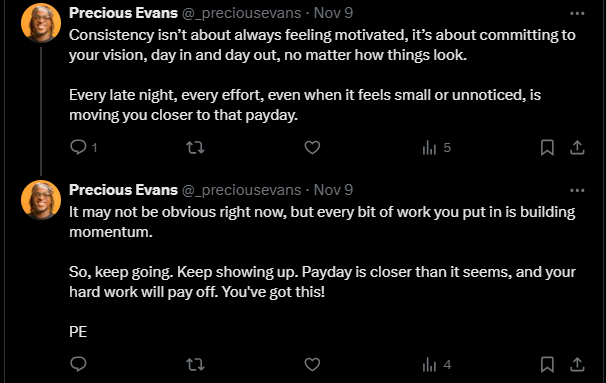 Precious Evans @_preciousevans · Nov 9
Consistency isn’t about always feeling motivated, it’s about committing to
your vision, day in and day out, no matter how things look.
Every late night, every effort, even when it feels small or unnoticed, is
moving you closer to that payday.
1 5
Precious Evans @_preciousevans · Nov 9
It may not be obvious right now, but every bit of work you put in is building
momentum.
So, keep going. Keep showing up. Payday is closer than it seems, and your
hard work will pay off. You've got this!
PE
4